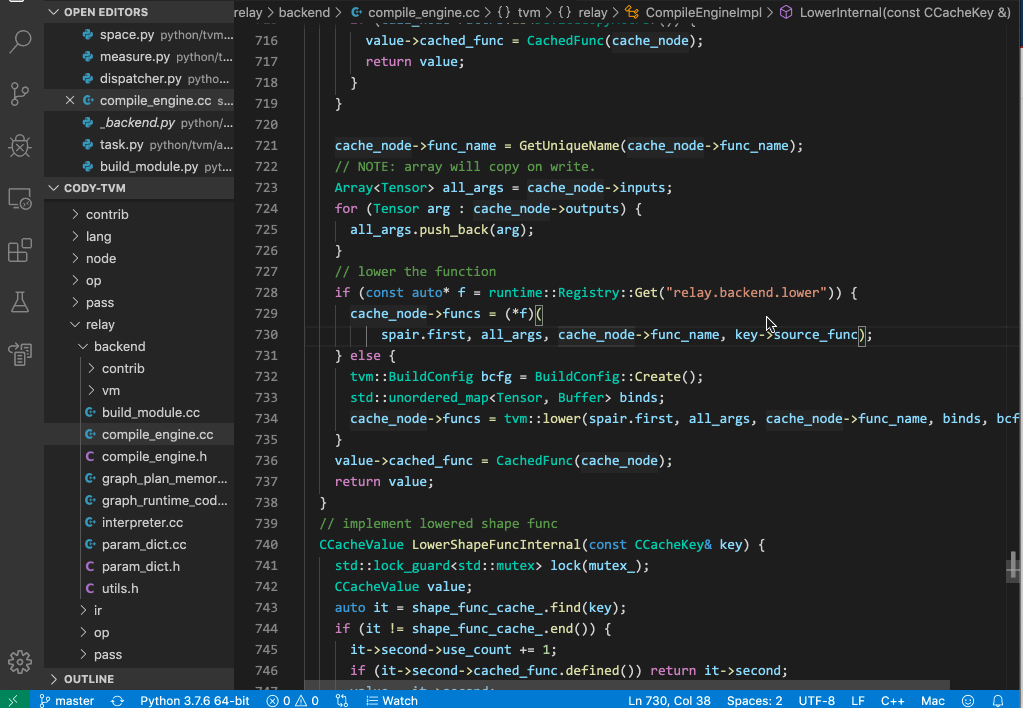 OPEN EDITORS
space.py python/tvm...
measure.py python/t...
dispatcher.py pytho...
compile_engine.cc s...
_backend.py python/...
task.py python/tvm/a...
build_module.py pyt...
CODY-TVM
contrib
lang
node
op
pass
relay
backend
contrib
vm
build_module.cc
compile_engine.cc
compile_engine.h
graph_plan_memor...
graph_runtime_cod...
interpreter.cc
param_dict.cc
param_dict.h
utils.h
ir
op
pass
OUTLINE
relay > backend > compile_engine.cc > {} tvm > {} relay > CompileEngineImpl > LowerInternal(const CCacheKey &)
716 value->cached_func = CachedFunc(cache_node);
717 return value;
718 }
719 }
720
721 cache_node->func_name = GetUniqueName(cache_node->func_name);
722 // NOTE: array will copy on write.
723 Array<Tensor> all_args = cache_node->inputs;
724 for (Tensor arg : cache_node->outputs) {
725 all_args.push_back(arg);
726 }
727 // lower the function
728 if (const auto* f = runtime::Registry::Get("relay.backend.lower")) {
729 cache_node->funcs = (*f)(
730 spair.first, all_args, cache_node->func_name, key->source_func);
731 } else {
732 tvm::BuildConfig bcfg = BuildConfig::Create();
733 std::unordered_map<Tensor, Buffer> binds;
734 cache_node->funcs = tvm::lower(spair.first, all_args, cache_node->func_name, binds, bcf
735 }
736 value->cached_func = CachedFunc(cache_node);
737 return value;
738 }
739 // implement lowered shape func
740 CCacheValue LowerShapeFuncInternal(const CCacheKey& key) {
741 std::lock_guard<std::mutex> lock(mutex_);
742 CCacheValue value;
743 auto it = shape_func_cache_.find(key);
744 if (it != shape_func_cache_.end()) {
745 it->second->use_count += 1;
746 if (it->second->cached_func.defined()) return it->second;
master Python 3.7.6 64-bit 0 0 Watch Ln 730, Col 38 Spaces: 2 UTF-8 LF C++ Mac